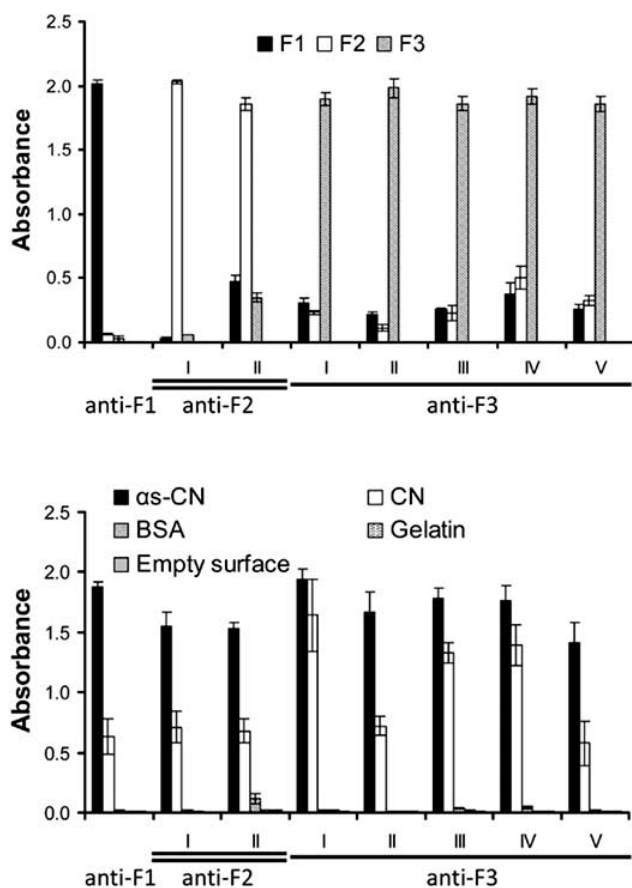 2.5
F1 F2 F3
2.0
1.5
1.0
0.5
0.0
Absorbance
I II I II III IV V
anti-F1 anti-F2 anti-F3
αs-CN CN
BSA Gelatin
Empty surface
2.5
2.0
1.5
1.0
0.5
0.0
Absorbance
I II I II III IV V
anti-F1 anti-F2 anti-F3